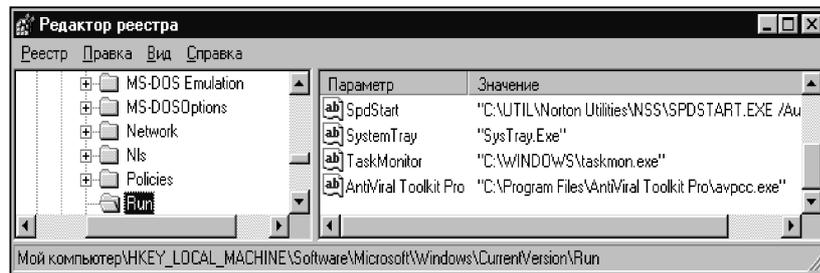 Редактор реестра
Реестр Правка Вид Справка
MS-DOS Emulation
MS-DOSOptions
Network
Nls
Policies
Run
Параметр Значение
SpdStart "C:\UTIL\Norton Utilities\NSS\SPDSTART.EXE /Au
SystemTray "SysTray.Exe"
TaskMonitor "C:\WINDOWS\taskmon.exe"
AntiViral Toolkit Pro "C:\Program Files\AntiViral Toolkit Pro\avpcc.exe"
Мой компьютер\HKEY_LOCAL_MACHINE\Software\Microsoft\Windows\CurrentVersion\Run